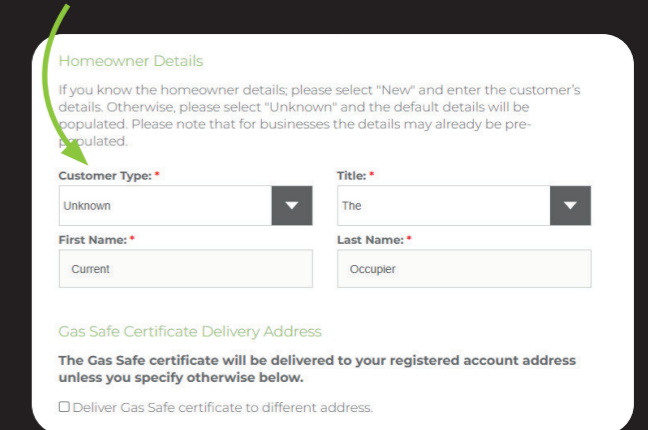 Homeowner Details
If you know the homeowner details; please select "New" and enter the customer's
details. Otherwise, please select "Unknown" and the default details will be
populated. Please note that for businesses the details may already be pre-
populated.
Customer Type: * Title: *
Unknown The
First Name: * Last Name: *
Current Occupier
Gas Safe Certificate Delivery Address
The Gas Safe certificate will be delivered to your registered account address
unless you specify otherwise below.
Deliver Gas Safe certificate to different address.